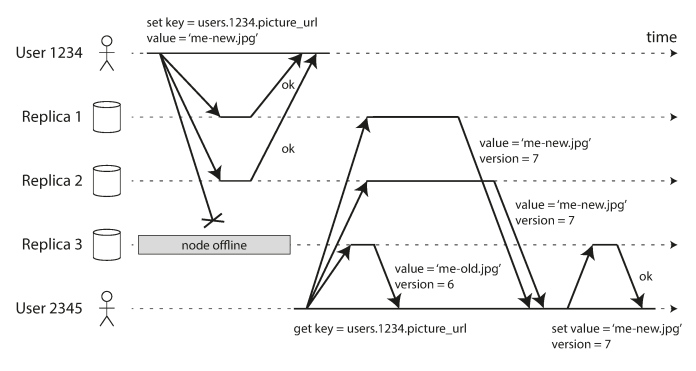 set key = users.1234.picture_url
value = ‘me-new.jpg’
time
User 1234
ok
Replica 1
value = ‘me-new.jpg’
version = 7
ok
Replica 2
value = ‘me-new.jpg’
version = 7
Replica 3
node offline
value = ‘me-old.jpg’
version = 6
ok
User 2345
get key = users.1234.picture_url
set value = ‘me-new.jpg’
version = 7